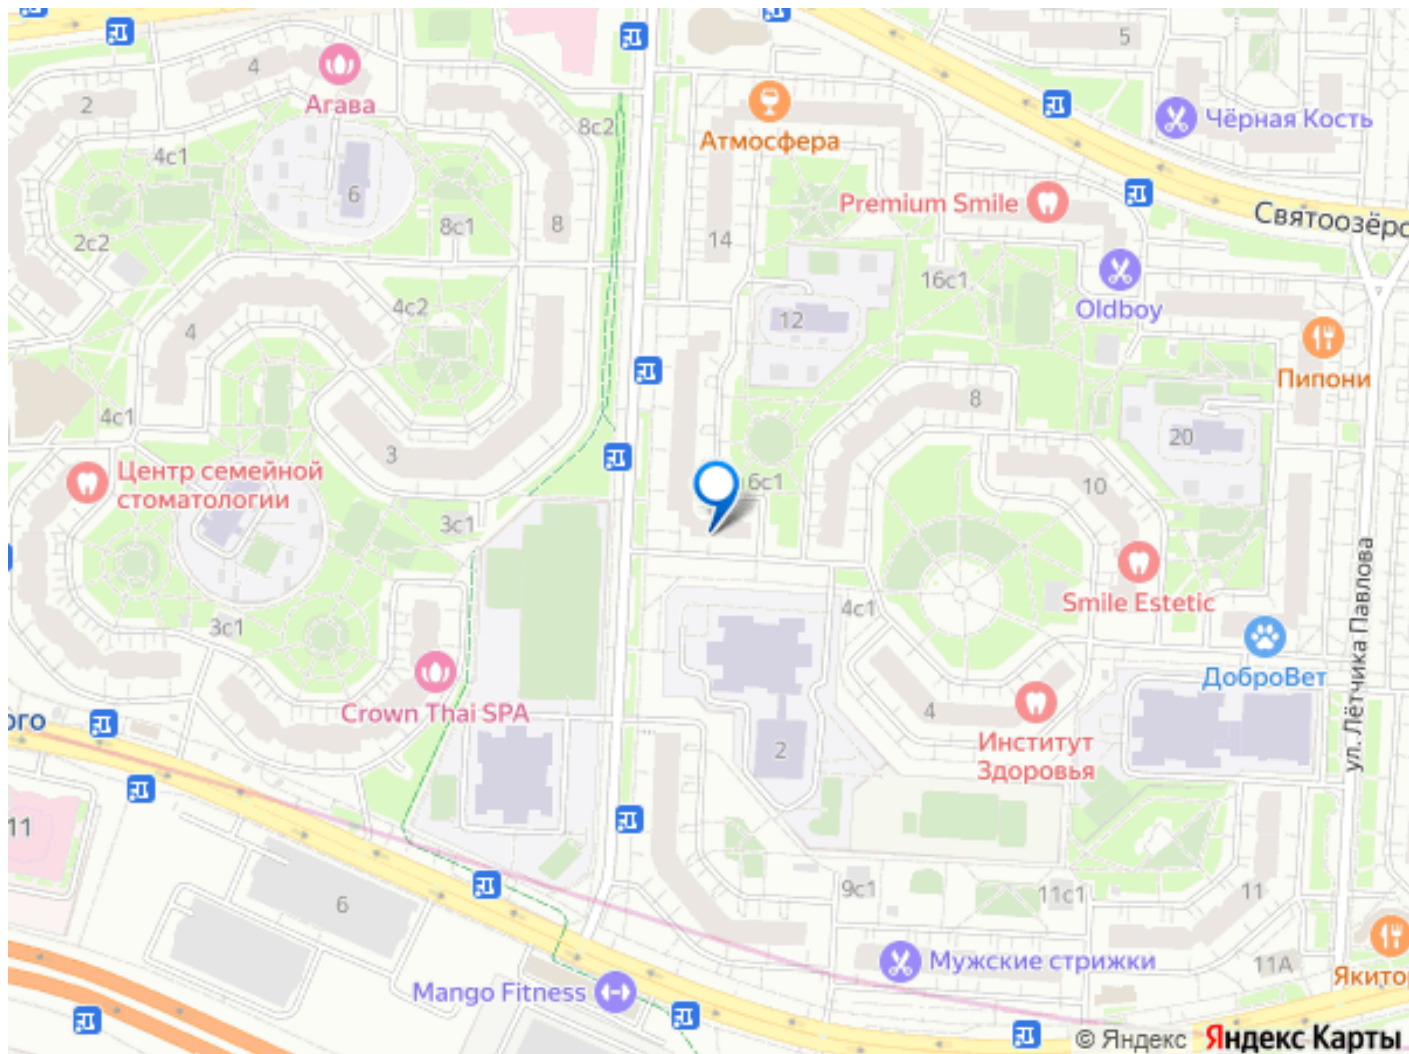 5
4
Агава
2
Чёрная Кость
8с2
Атмосфера
4с1
6
Premium Smile
Святоозёрс
8с1
8
2с2
14
16с1
4с2
Oldboy
12
4
Пипони
8
4с1
20
3
Центр семейной
стоматологии
6с1
10
3с1
Smile Estetic
4с1
3с1
ул. Лётчика Павлова
ДоброВет
Crown Thai SPA
ого
4
Институт
Здоровья
2
11
9с1
11с1
11
6
Мужские стрижки
11А
Якито
Mango Fitness
© Яндекс Яндекс Карты